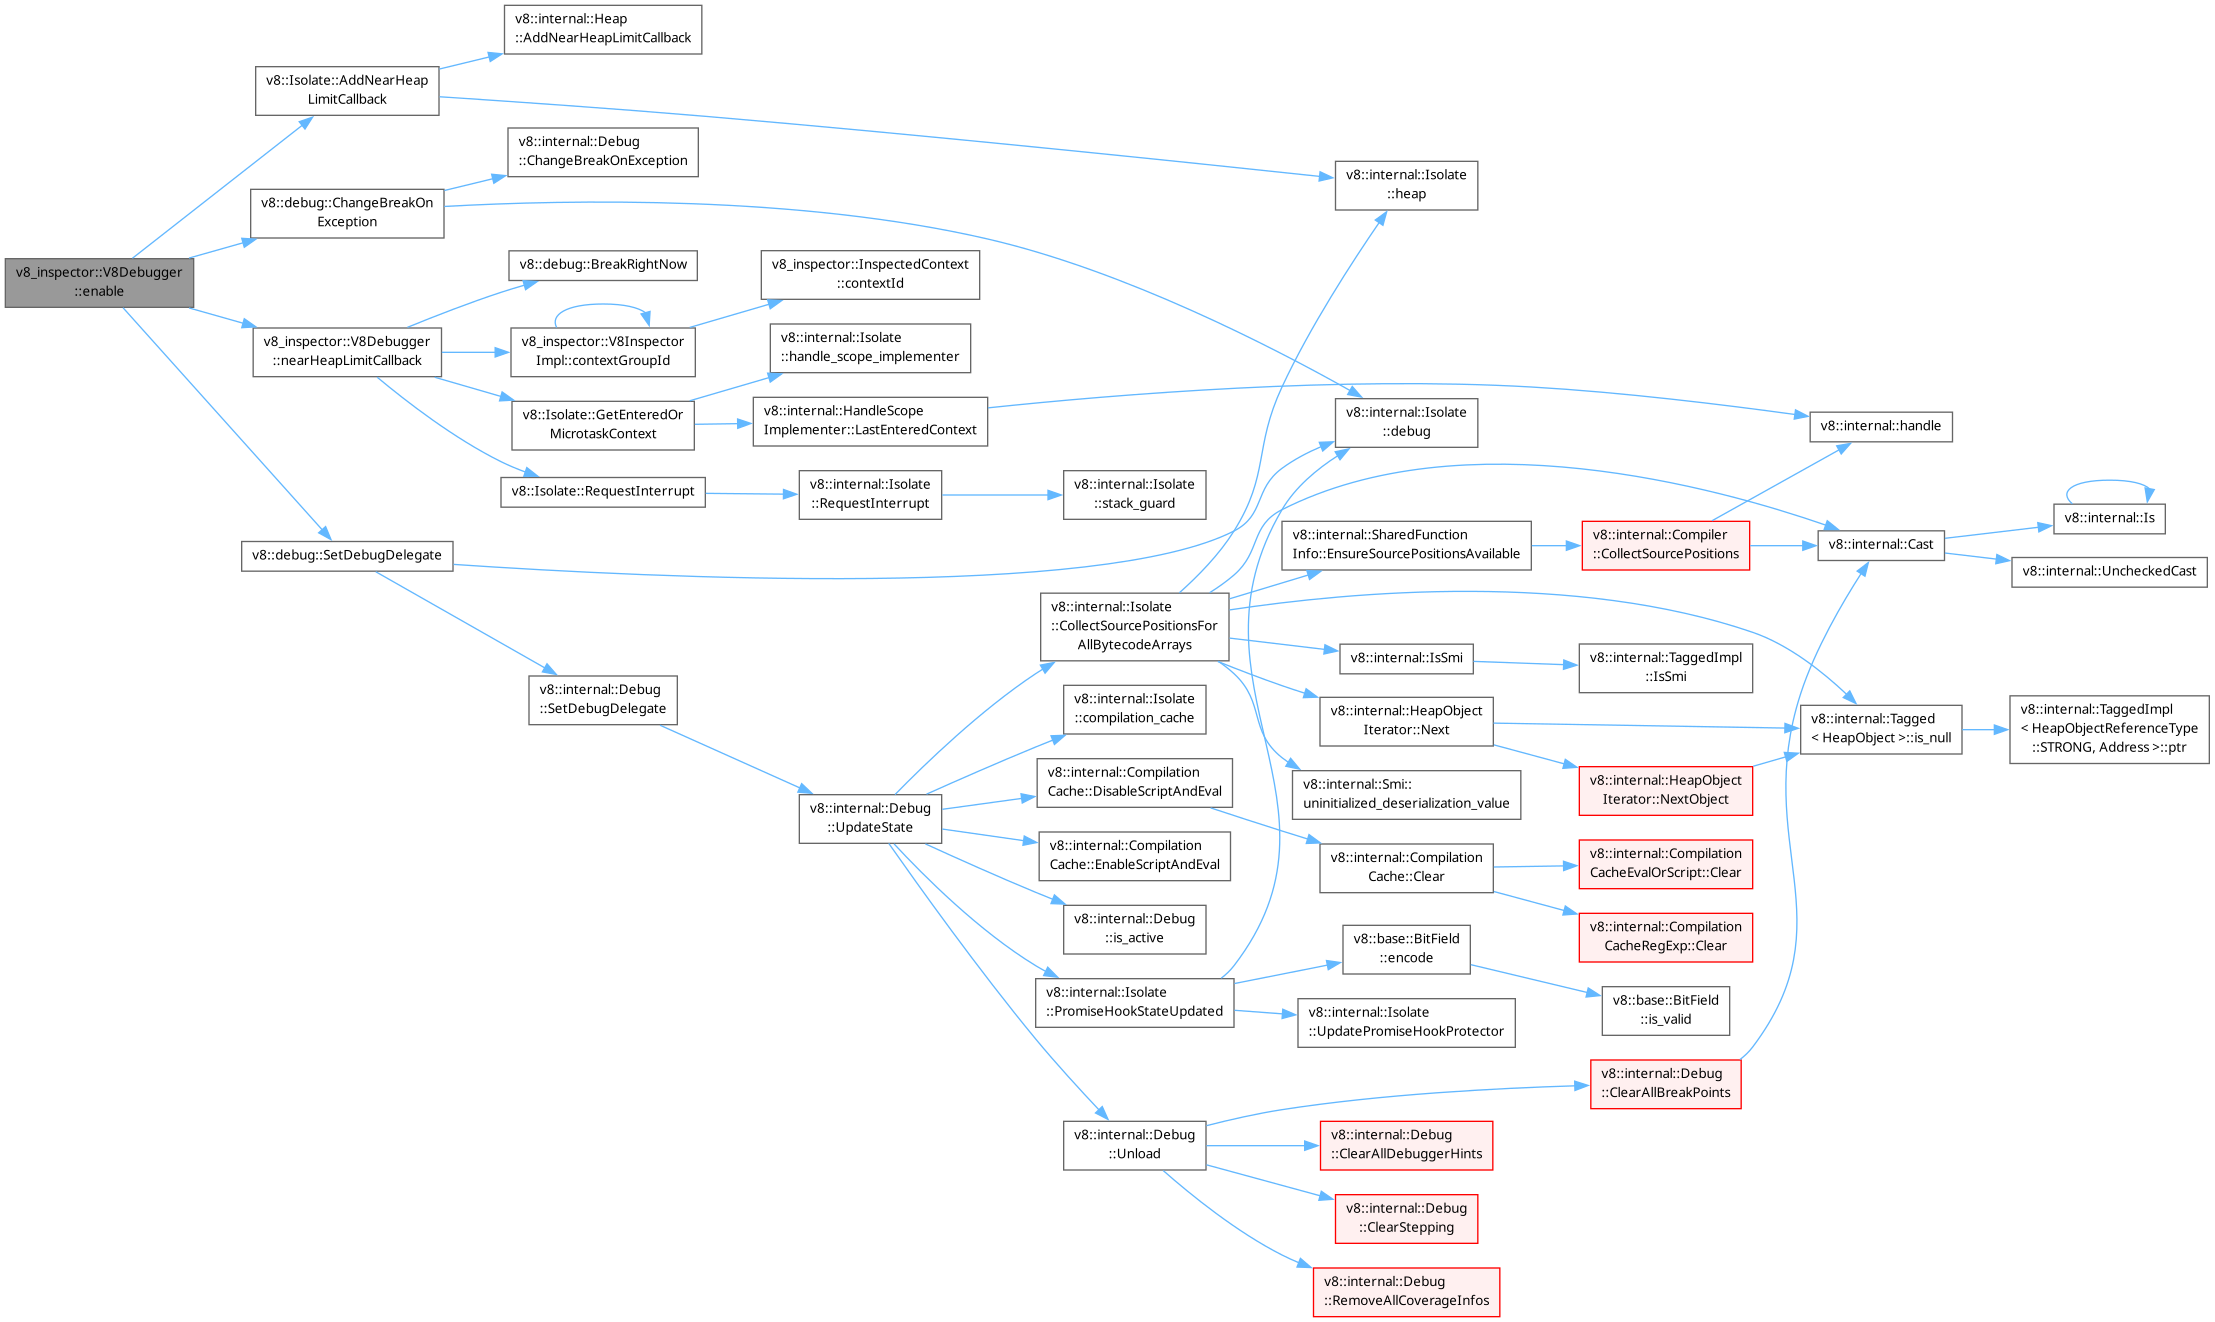 v8_inspector::V8Debugger
::enable
v8::Isolate::AddNearHeap
LimitCallback
v8::internal::Heap
::AddNearHeapLimitCallback
v8::internal::Isolate
::heap
v8::debug::ChangeBreakOn
Exception
v8::internal::Debug
::ChangeBreakOnException
v8::internal::Isolate
::debug
v8_inspector::V8Debugger
::nearHeapLimitCallback
v8::debug::BreakRightNow
v8_inspector::V8Inspector
Impl::contextGroupId
v8_inspector::InspectedContext
::contextId
v8::Isolate::GetEnteredOr
MicrotaskContext
v8::internal::Isolate
::handle_scope_implementer
v8::internal::HandleScope
Implementer::LastEnteredContext
v8::internal::handle
v8::Isolate::RequestInterrupt
v8::internal::Isolate
::RequestInterrupt
v8::internal::Isolate
::stack_guard
v8::debug::SetDebugDelegate
v8::internal::Debug
::SetDebugDelegate
v8::internal::Debug
::UpdateState
v8::internal::Isolate
::CollectSourcePositionsFor
AllBytecodeArrays
v8::internal::SharedFunction
Info::EnsureSourcePositionsAvailable
v8::internal::Compiler
::CollectSourcePositions
v8::internal::Cast
v8::internal::Is
v8::internal::UncheckedCast
v8::internal::IsSmi
v8::internal::TaggedImpl
::IsSmi
v8::internal::HeapObject
Iterator::Next
v8::internal::HeapObject
Iterator::NextObject
v8::internal::Tagged
< HeapObject >::is_null
v8::internal::TaggedImpl
< HeapObjectReferenceType
::STRONG, Address >::ptr
v8::internal::Smi::
uninitialized_deserialization_value
v8::internal::Isolate
::compilation_cache
v8::internal::Compilation
Cache::DisableScriptAndEval
v8::internal::Compilation
Cache::Clear
v8::internal::Compilation
CacheEvalOrScript::Clear
v8::internal::Compilation
CacheRegExp::Clear
v8::internal::Compilation
Cache::EnableScriptAndEval
v8::internal::Debug
::is_active
v8::internal::Isolate
::PromiseHookStateUpdated
v8::base::BitField
::encode
v8::base::BitField
::is_valid
v8::internal::Isolate
::UpdatePromiseHookProtector
v8::internal::Debug
::Unload
v8::internal::Debug
::ClearAllBreakPoints
v8::internal::Debug
::ClearAllDebuggerHints
v8::internal::Debug
::ClearStepping
v8::internal::Debug
::RemoveAllCoverageInfos